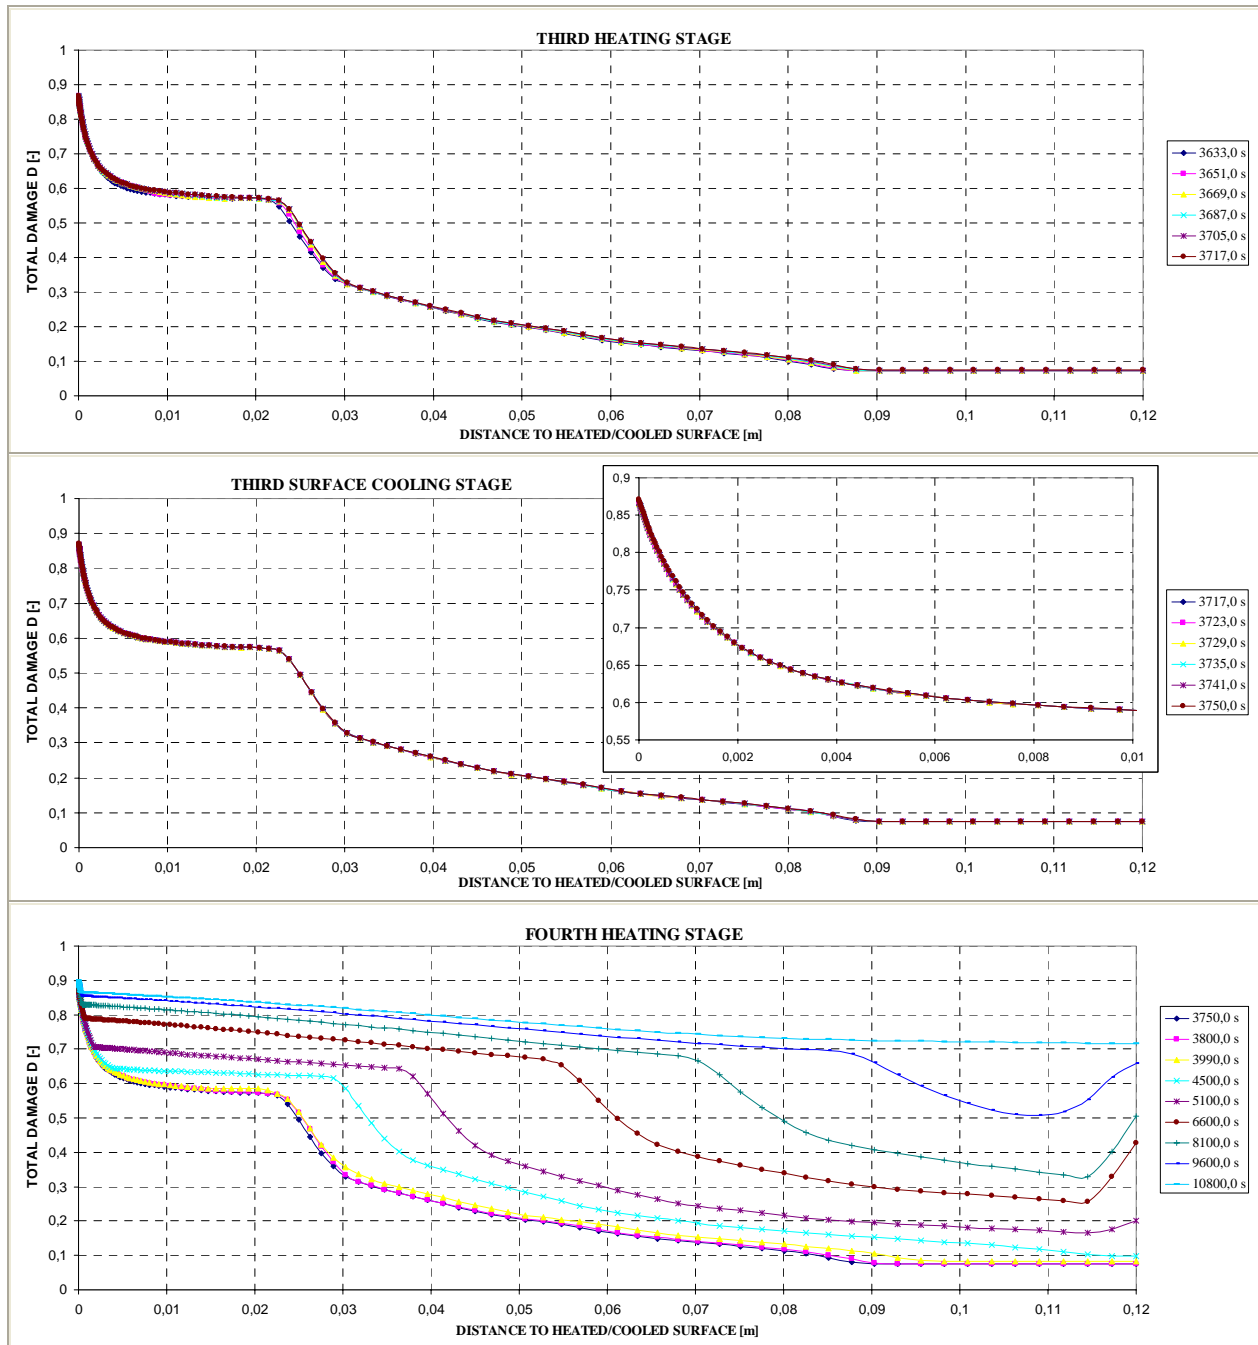 THIRD HEATING STAGE
1
0,9
0,8
0,7
0,6
0,5
0,4
0,3
0,2
0,1
0
TOTAL DAMAGE D [-]
0 0,01 0,02 0,03 0,04 0,05 0,06 0,07 0,08 0,09 0,1 0,11 0,12
DISTANCE TO HEATED/COOLED SURFACE [m]
3633,0 s
3651,0 s
3669,0 s
3687,0 s
3705,0 s
3717,0 s
THIRD SURFACE COOLING STAGE
1
0,9
0,8
0,7
0,6
0,5
0,4
0,3
0,2
0,1
0
TOTAL DAMAGE D [-]
0 0,01 0,02 0,03 0,04 0,05 0,06 0,07 0,08 0,09 0,1 0,11 0,12
DISTANCE TO HEATED/COOLED SURFACE [m]
0,9
0,85
0,8
0,75
0,7
0,65
0,6
0,55
0 0,002 0,004 0,006 0,008 0,01
3717,0 s
3723,0 s
3729,0 s
3735,0 s
3741,0 s
3750,0 s
FOURTH HEATING STAGE
1
0,9
0,8
0,7
0,6
0,5
0,4
0,3
0,2
0,1
0
TOTAL DAMAGE D [-]
0 0,01 0,02 0,03 0,04 0,05 0,06 0,07 0,08 0,09 0,1 0,11 0,12
DISTANCE TO HEATED/COOLED SURFACE [m]
3750,0 s
3800,0 s
3990,0 s
4500,0 s
5100,0 s
6600,0 s
8100,0 s
9600,0 s
10800,0 s